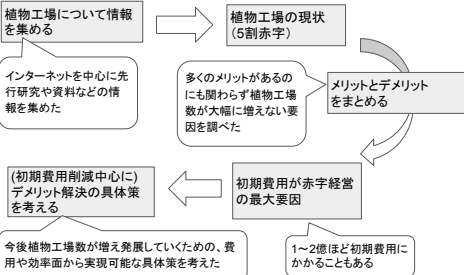 植物工場について情報
を集める
インターネットを中心に先
行研究や資料などの情
報を集めた
植物工場の現状
(5割赤字)
多くのメリットがあるの
にも関わらず植物工場
数が大幅に増えない要
因を調べた
メリットとデメリット
をまとめる
初期費用が赤字経営
の最大要因
1～2億ほど初期費用に
かかることもある
(初期費用削減中心に)
デメリット解決の具体策
を考える
今後植物工場数が増え発展していくための、費
用や効率面から実現可能な具体策を考えた